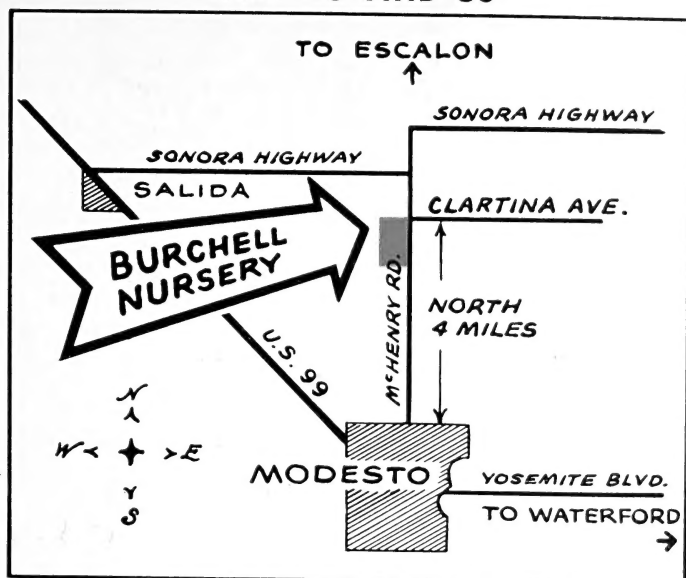 TO ESCALON
SONORA HIGHWAY
SONORA HIGHWAY
SALIDA
CLARTINA AVE.
BURCHELL
NURSERY
McHENRY RD.
NORTH
4 MILES
U.S. 99
N
W E
S
MODESTO
YOSEMITE BLVD.
TO WATERFORD